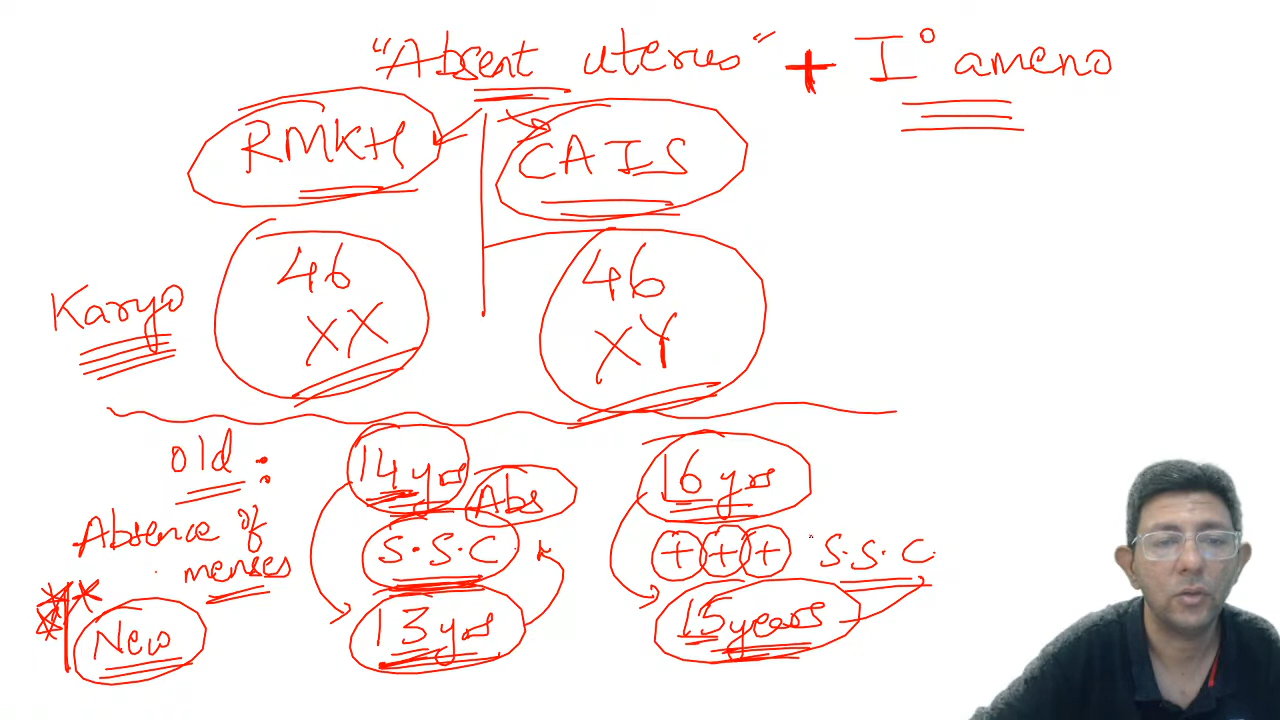 "Absent uterus" + I° ameno
RMKH CAIS
Karyo 46 XX 46 XY
old : 14 yrs 16 yrs
Abs
Absence of menses S.S.C + + + S.S.C.
New 13 yrs 15 years